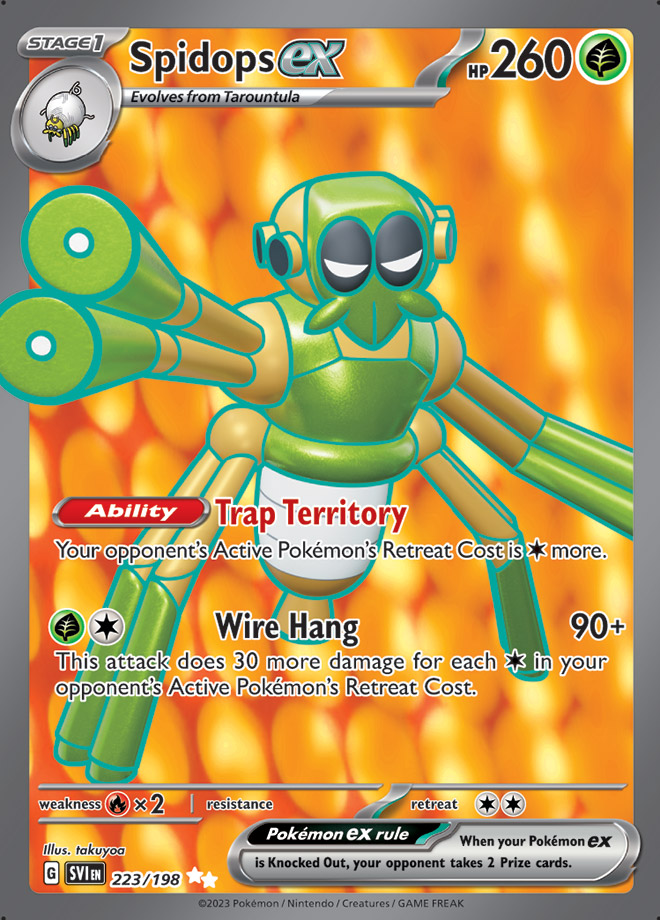 STAGE1
Spidops ex
HP 260
Evolves from Tarountula
Ability Trap Territory
Your opponent's Active Pokémon's Retreat Cost is more.
Wire Hang 90+
This attack does 30 more damage for each in your
opponent's Active Pokémon's Retreat Cost.
weakness ×2 resistance retreat
Illus. takuyoa
Pokémon ex rule
When your Pokémon ex
is Knocked Out, your opponent takes 2 Prize cards.
G SVI EN 223/198
©2023 Pokémon / Nintendo / Creatures / GAME FREAK